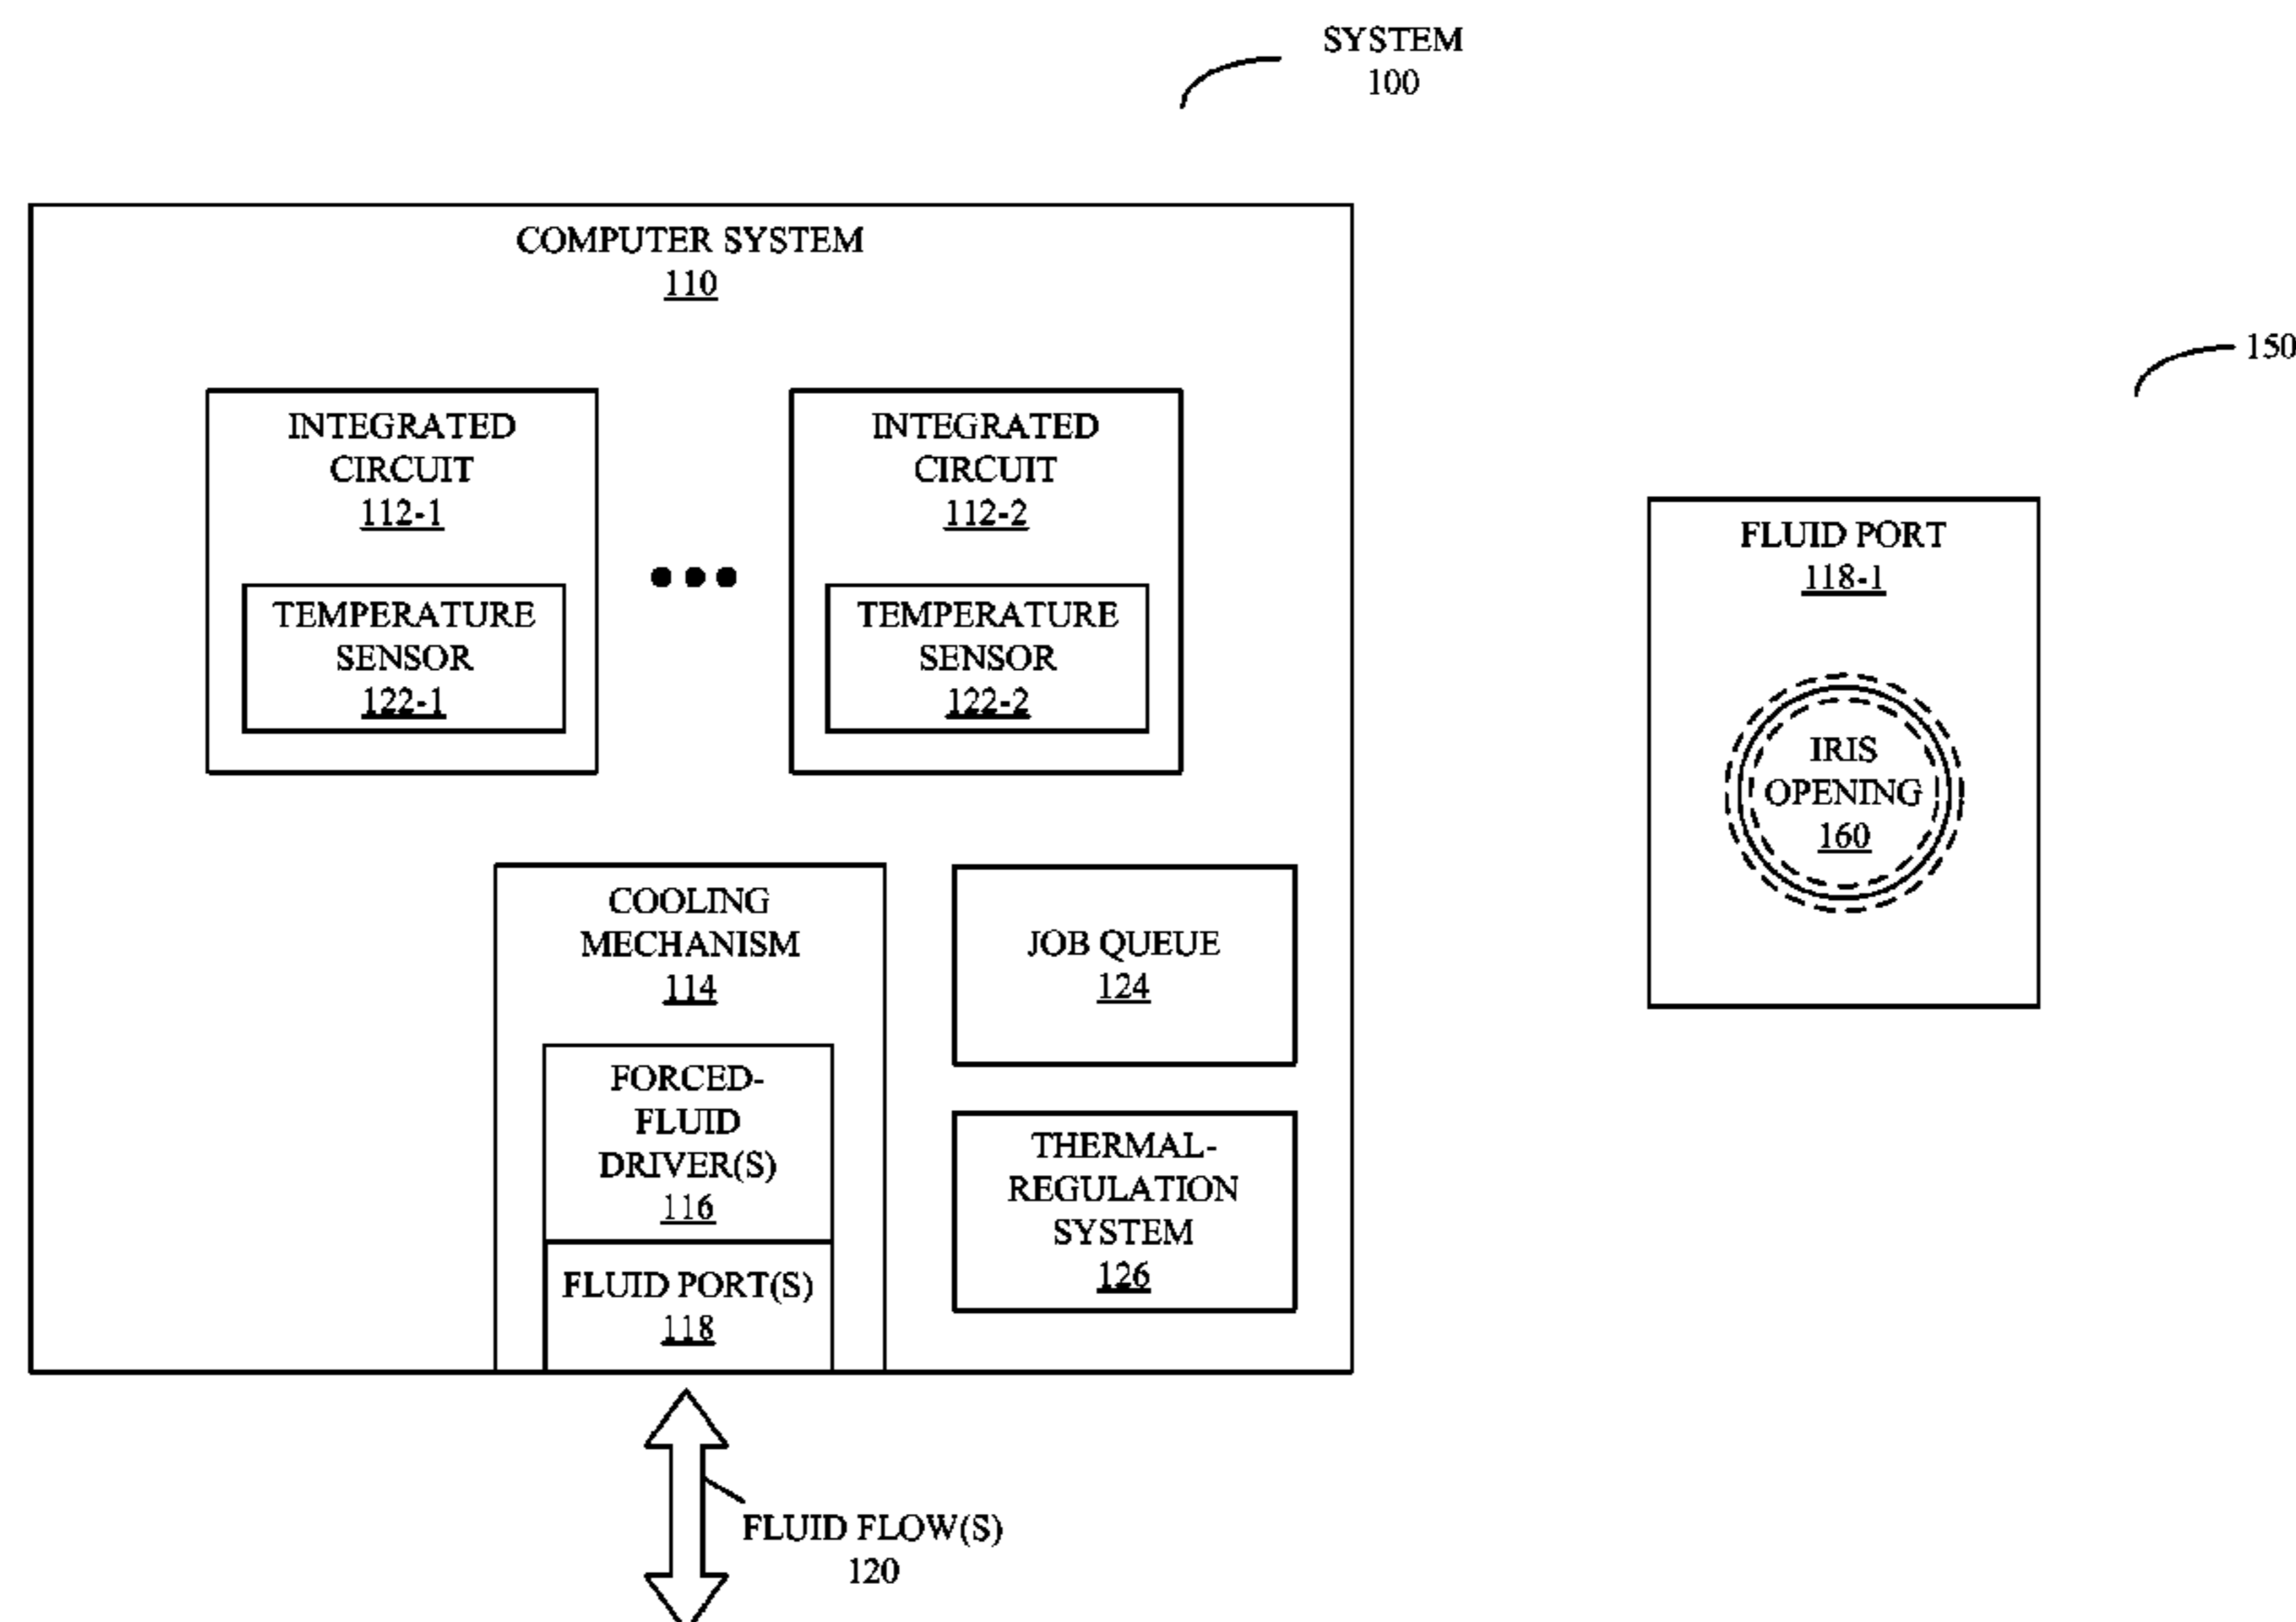 SYSTEM
100
COMPUTER SYSTEM
110
150
INTEGRATED
CIRCUIT
112-1
TEMPERATURE
SENSOR
122-1
INTEGRATED
CIRCUIT
112-2
TEMPERATURE
SENSOR
122-2
FLUID PORT
118-1
IRIS
OPENING
160
COOLING
MECHANISM
114
FORCED-
FLUID
DRIVER(S)
116
FLUID PORT(S)
118
JOB QUEUE
124
THERMAL-
REGULATION
SYSTEM
126
FLUID FLOW(S)
120